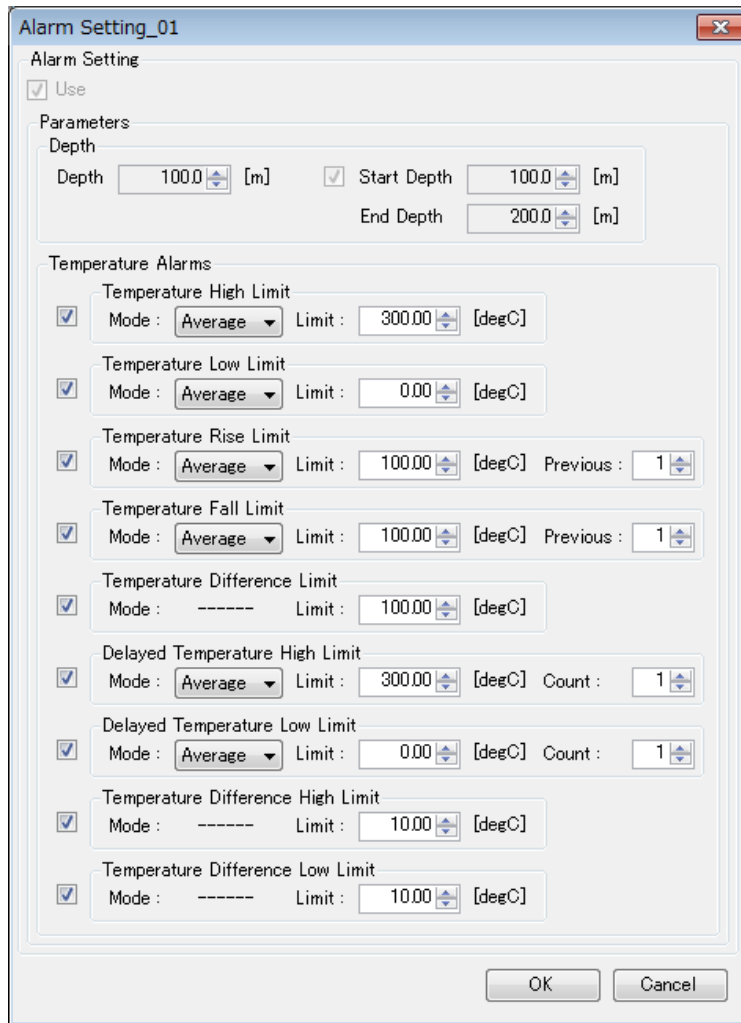 Alarm Setting_01
Alarm Setting
Use
Parameters
Depth
Depth 100.0 [m] Start Depth 100.0 [m]
End Depth 200.0 [m]
Temperature Alarms
Temperature High Limit
Mode : Average Limit : 300.00 [degC]
Temperature Low Limit
Mode : Average Limit : 0.00 [degC]
Temperature Rise Limit
Mode : Average Limit : 100.00 [degC] Previous : 1
Temperature Fall Limit
Mode : Average Limit : 100.00 [degC] Previous : 1
Temperature Difference Limit
Mode : ------ Limit : 100.00 [degC]
Delayed Temperature High Limit
Mode : Average Limit : 300.00 [degC] Count : 1
Delayed Temperature Low Limit
Mode : Average Limit : 0.00 [degC] Count : 1
Temperature Difference High Limit
Mode : ------ Limit : 10.00 [degC]
Temperature Difference Low Limit
Mode : ------ Limit : 10.00 [degC]
OK Cancel